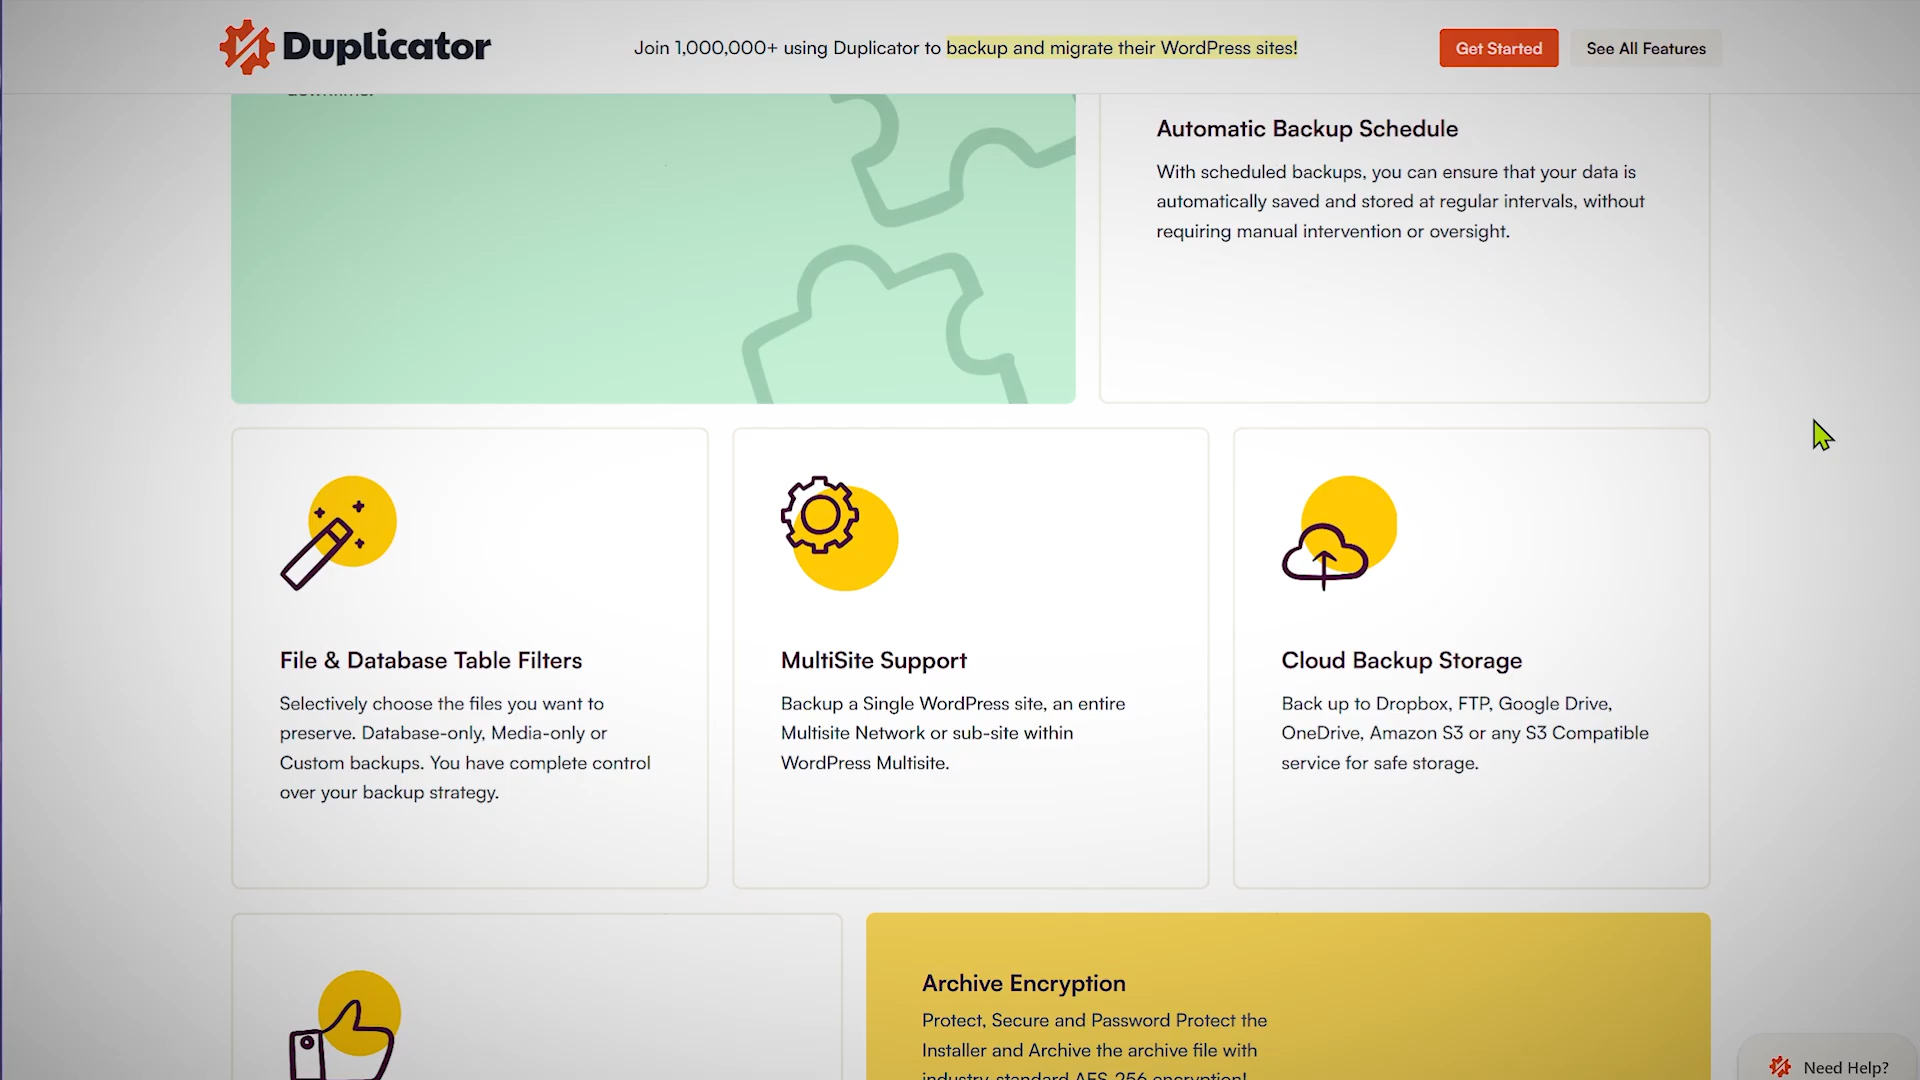 Duplicator
Join 1,000,000+ using Duplicator to backup and migrate their WordPress sites!
Get Started
See All Features
downtime.
Automatic Backup Schedule
With scheduled backups, you can ensure that your data is
automatically saved and stored at regular intervals, without
requiring manual intervention or oversight.
File & Database Table Filters
Selectively choose the files you want to
preserve. Database-only, Media-only or
Custom backups. You have complete control
over your backup strategy.
MultiSite Support
Backup a Single WordPress site, an entire
Multisite Network or sub-site within
WordPress Multisite.
Cloud Backup Storage
Back up to Dropbox, FTP, Google Drive,
OneDrive, Amazon S3 or any S3 Compatible
service for safe storage.
Archive Encryption
Protect, Secure and Password Protect the
Installer and Archive the archive file with
industry-standard AES-256 encryption!
Need Help?